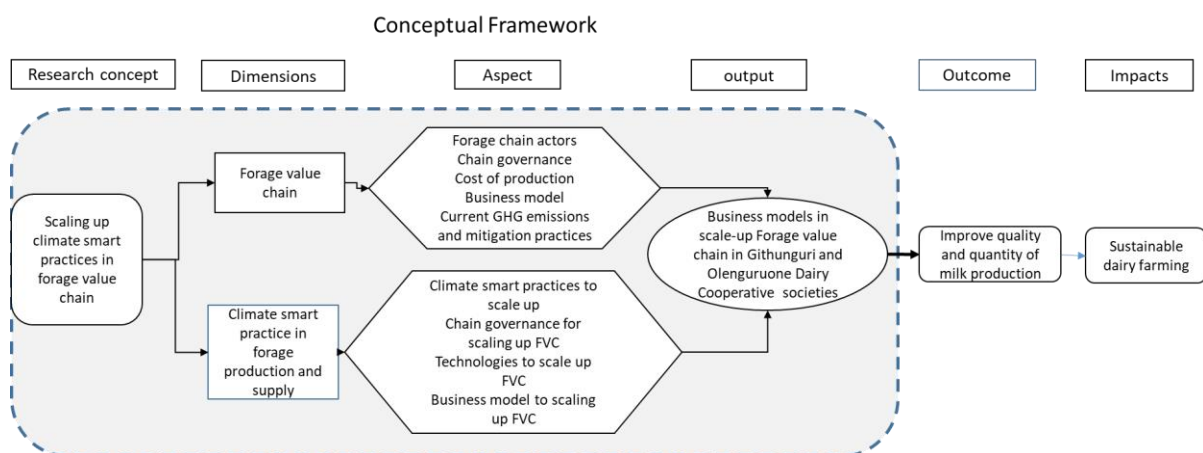 Conceptual Framework
Research concept
Dimensions
Aspect
output
Outcome
Impacts
Scaling up
climate smart
practices in
forage value
chain
Forage value
chain
Forage chain actors
Chain governance
Cost of production
Business model
Current GHG emissions
and mitigation practices
Climate smart
practice in
forage
production and
supply
Climate smart practices to
scale up
Chain governance for
scaling up FVC
Technologies to scale up
FVC
Business model to scaling
up FVC
Business models in
scale-up Forage value
chain in Githunguri and
Olenguruone Dairy
Cooperative societies
Improve quality
and quantity of
milk production
Sustainable
dairy farming